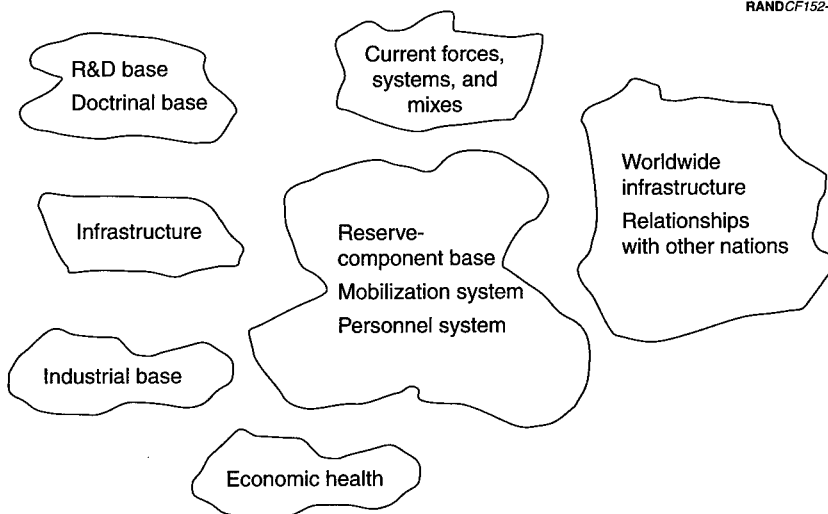 RANDCF152-
R&D base
Doctrinal base
Current forces,
systems, and
mixes
Worldwide
infrastructure
Relationships
with other nations
Infrastructure
Reserve-
component base
Mobilization system
Personnel system
Industrial base
Economic health